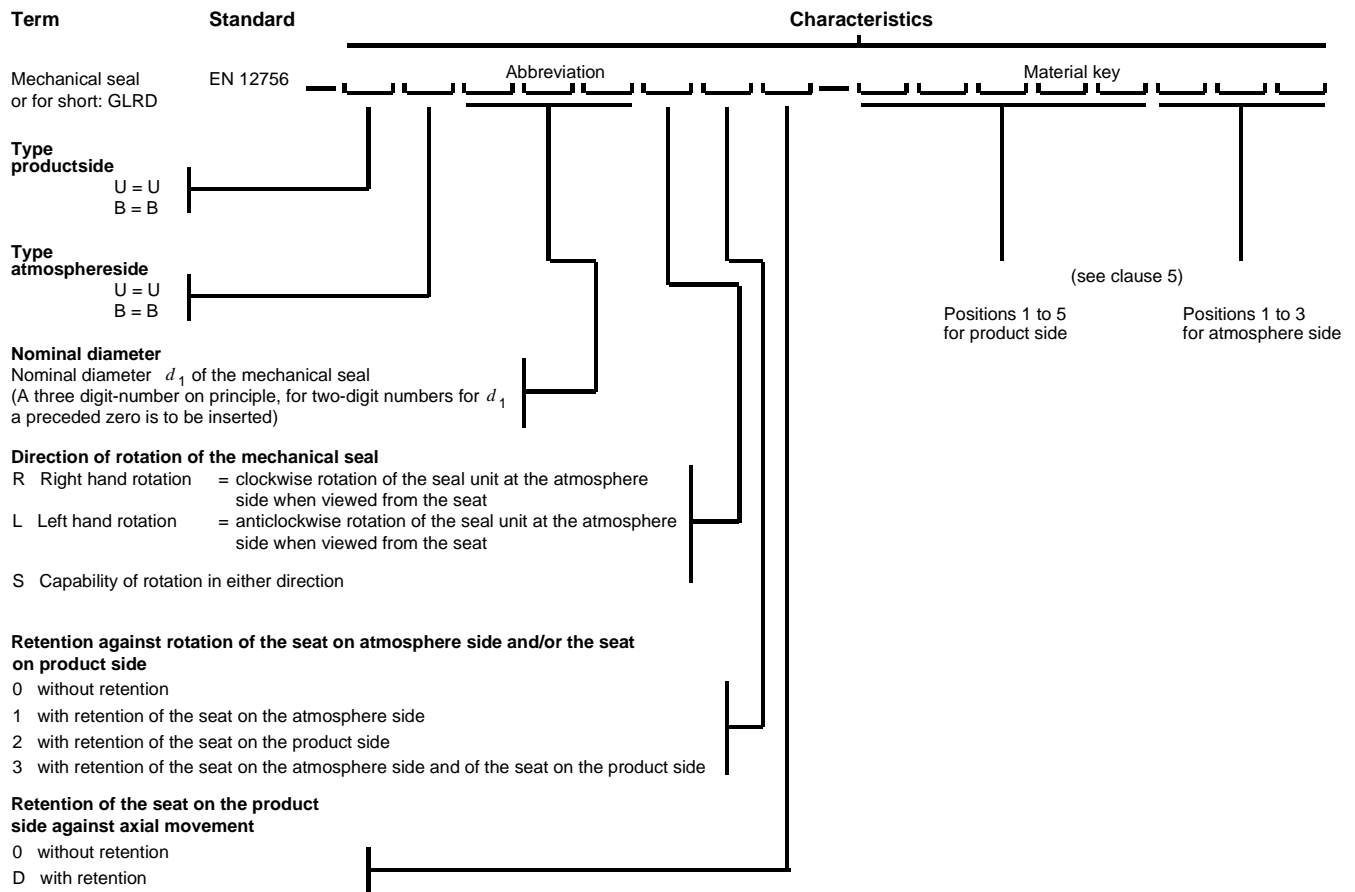 Term Standard Characteristics
Mechanical seal EN 12756 Abbreviation Material key
or for short: GLRD
Type
productside
U = U
B = B
Type
atmosphereside
U = U
B = B
(see clause 5)
Positions 1 to 5 Positions 1 to 3
for product side for atmosphere side
Nominal diameter
Nominal diameter d1 of the mechanical seal
(A three digit-number on principle, for two-digit numbers for d1
a preceded zero is to be inserted)
Direction of rotation of the mechanical seal
R Right hand rotation = clockwise rotation of the seal unit at the atmosphere
side when viewed from the seat
L Left hand rotation = anticlockwise rotation of the seal unit at the atmosphere
side when viewed from the seat
S Capability of rotation in either direction
Retention against rotation of the seat on atmosphere side and/or the seat
on product side
0 without retention
1 with retention of the seat on the atmosphere side
2 with retention of the seat on the product side
3 with retention of the seat on the atmosphere side and of the seat on the product side
Retention of the seat on the product
side against axial movement
0 without retention
D with retention